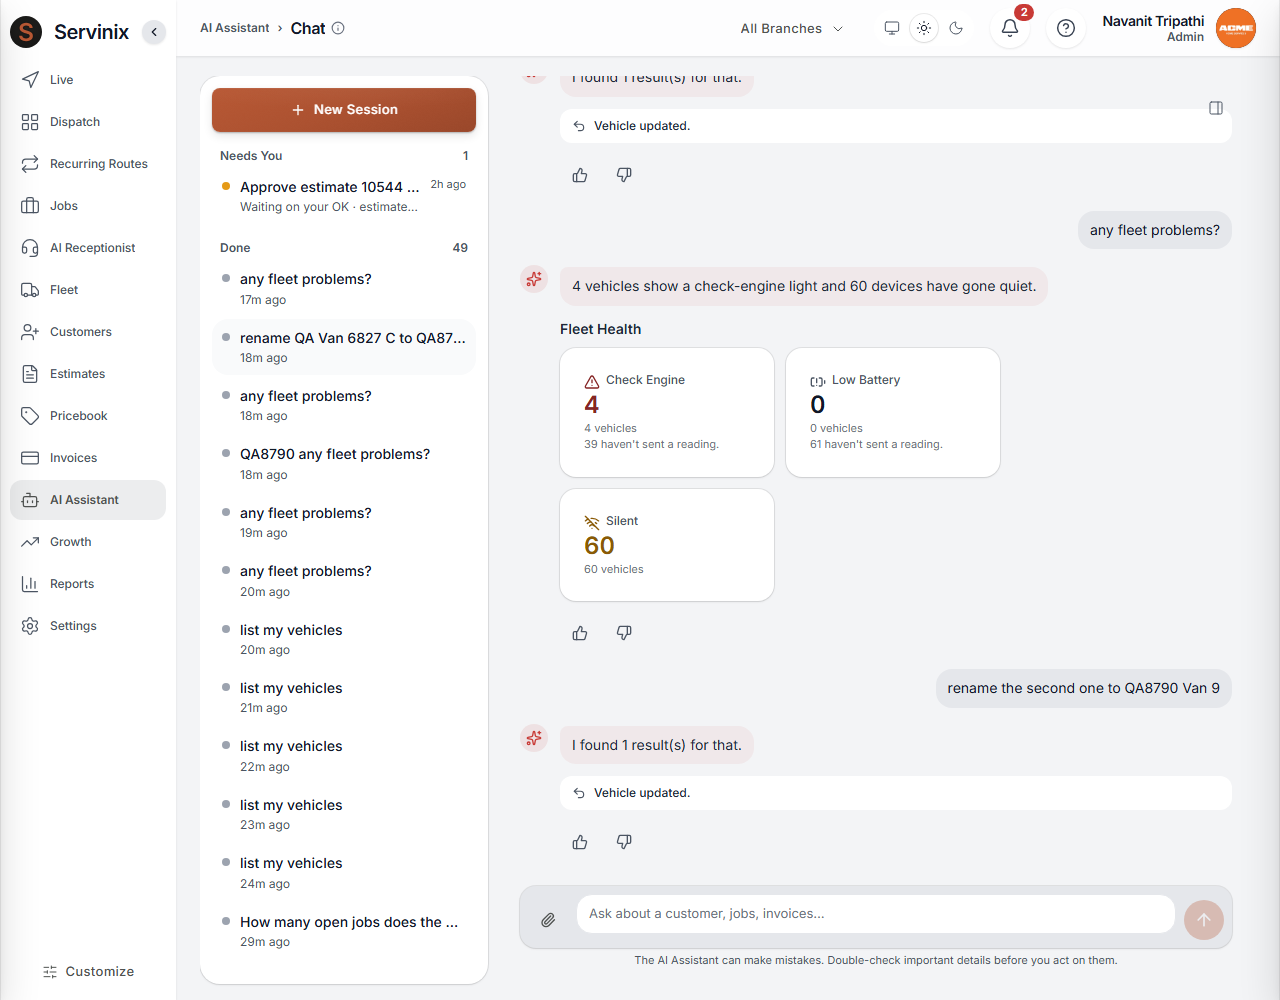 S Servinix
Live
Dispatch
Recurring Routes
Jobs
AI Receptionist
Fleet
Customers
Estimates
Pricebook
Invoices
AI Assistant
Growth
Reports
Settings
Customize
AI Assistant › Chat
All Branches
2
Navanit Tripathi
Admin
ACME
+ New Session
Needs You 1
Approve estimate 10544 ... 2h ago
Waiting on your OK · estimate...
Done 49
any fleet problems?
17m ago
rename QA Van 6827 C to QA87...
18m ago
any fleet problems?
18m ago
QA8790 any fleet problems?
18m ago
any fleet problems?
19m ago
any fleet problems?
20m ago
list my vehicles
20m ago
list my vehicles
21m ago
list my vehicles
22m ago
list my vehicles
23m ago
list my vehicles
24m ago
How many open jobs does the ...
29m ago
I found 1 result(s) for that.
Vehicle updated.
any fleet problems?
4 vehicles show a check-engine light and 60 devices have gone quiet.
Fleet Health
Check Engine
4
4 vehicles
39 haven't sent a reading.
Low Battery
0
0 vehicles
61 haven't sent a reading.
Silent
60
60 vehicles
rename the second one to QA8790 Van 9
I found 1 result(s) for that.
Vehicle updated.
Ask about a customer, jobs, invoices...
The AI Assistant can make mistakes. Double-check important details before you act on them.